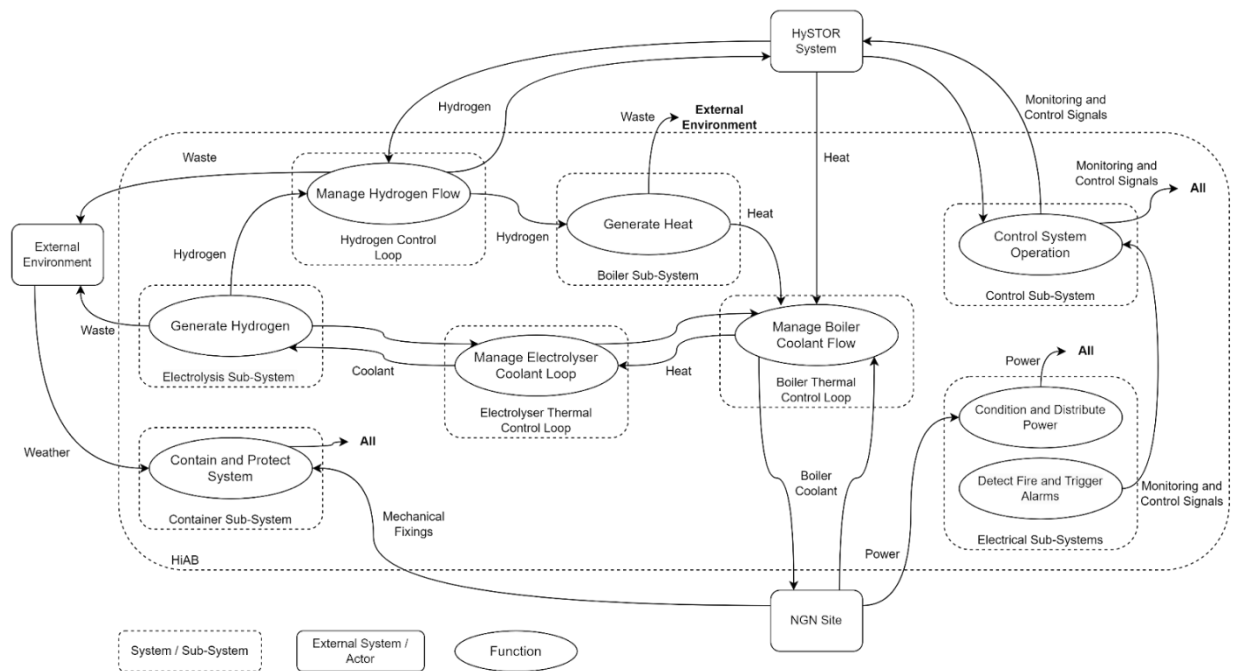 HySTOR
System
Hydrogen
Monitoring and
Control Signals
Waste
External
Environment
Waste
Heat
Monitoring and
Control Signals
All
Manage Hydrogen Flow
Hydrogen Control
Loop
Hydrogen
Generate Heat
Boiler Sub-System
Heat
Control System
Operation
Control Sub-System
External
Environment
Hydrogen
Waste
Generate Hydrogen
Electrolysis Sub-System
Coolant
Manage Electrolyser
Coolant Loop
Electrolyser Thermal
Control Loop
Heat
Manage Boiler
Coolant Flow
Boiler Thermal
Control Loop
Power
All
Condition and Distribute
Power
Detect Fire and Trigger
Alarms
Electrical Sub-Systems
Monitoring and
Control Signals
Weather
Contain and Protect
System
Container Sub-System
All
Mechanical
Fixings
Boiler
Coolant
Power
HiAB
NGN Site
System / Sub-System
External System /
Actor
Function